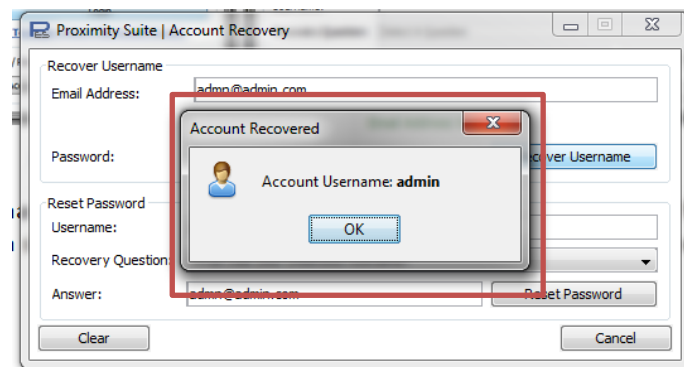 Proximity Suite | Account Recovery
Recover Username
Email Address:
admn@admin.com
Account Recovered
Password:
cover Username
Account Username: admin
Reset Password
Username:
OK
Recovery Question:
Answer:
admn@admin.com
Reset Password
Clear
Cancel